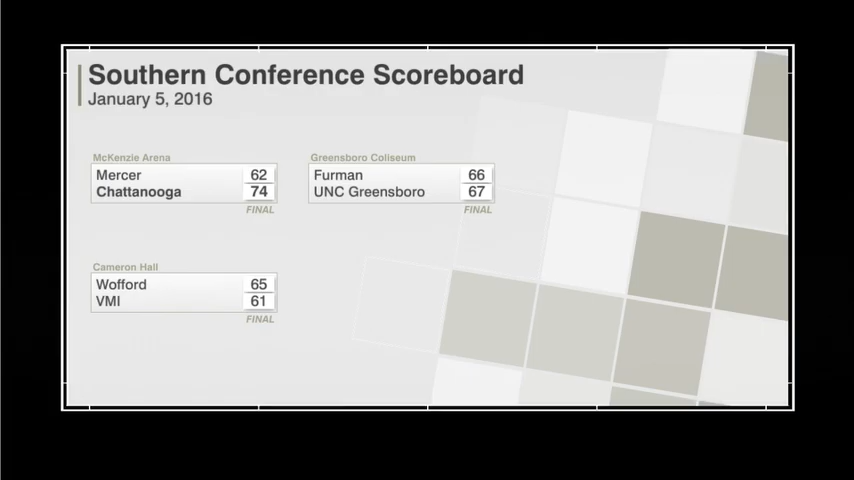 Southern Conference Scoreboard
January 5, 2016
McKenzie Arena
Mercer 62
Chattanooga 74
FINAL
Greensboro Coliseum
Furman 66
UNC Greensboro 67
FINAL
Cameron Hall
Wofford 65
VMI 61
FINAL